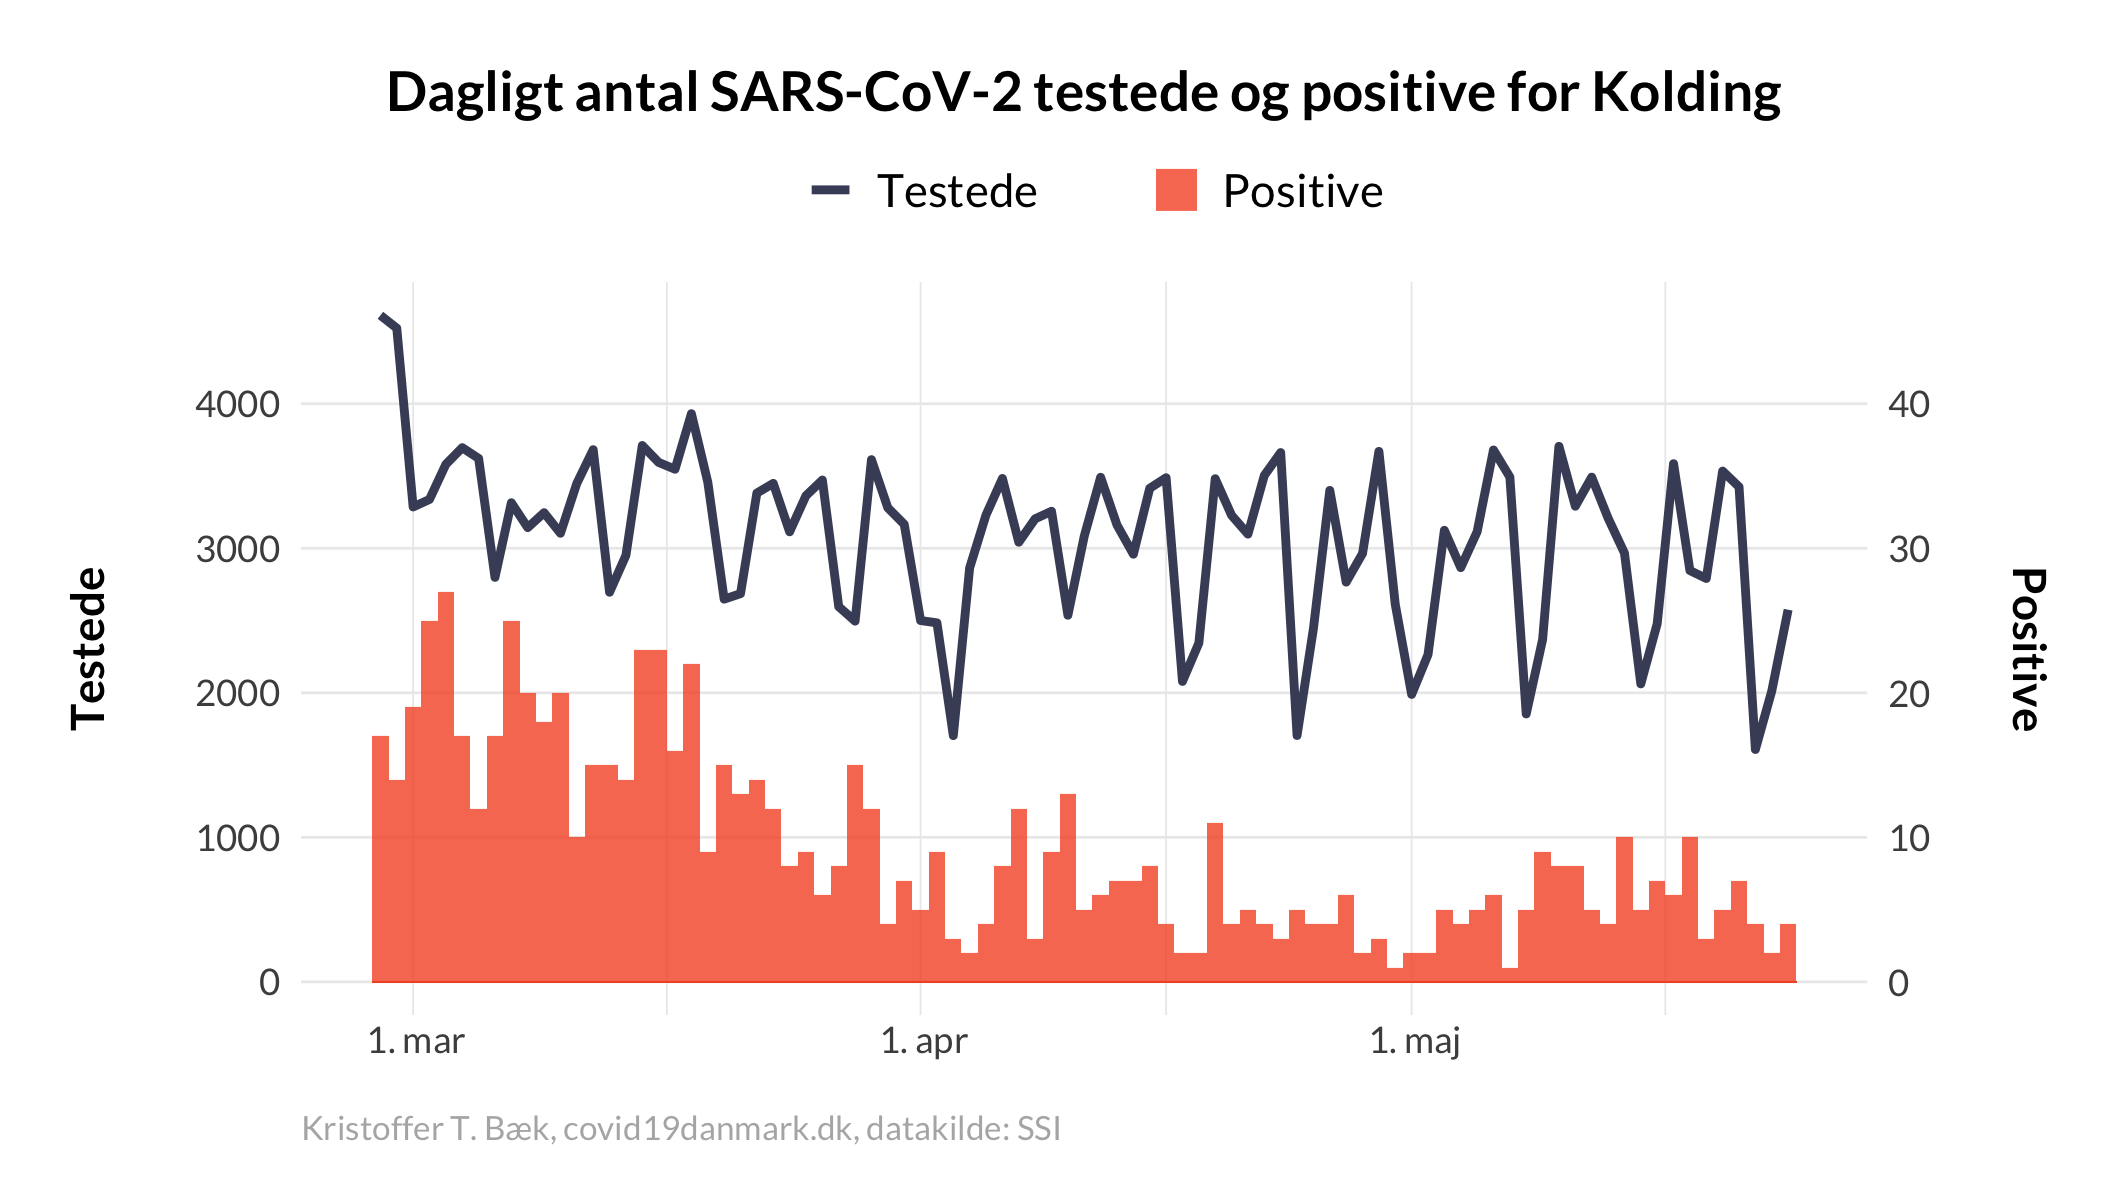 Dagligt antal SARS-CoV-2 testede og positive for Kolding
Testede Positive
Testede
Positive
4000 40
3000 30
2000 20
1000 10
0 0
1. mar 1. apr 1. maj
Kristoffer T. Bæk, covid19danmark.dk, datakilde: SSI